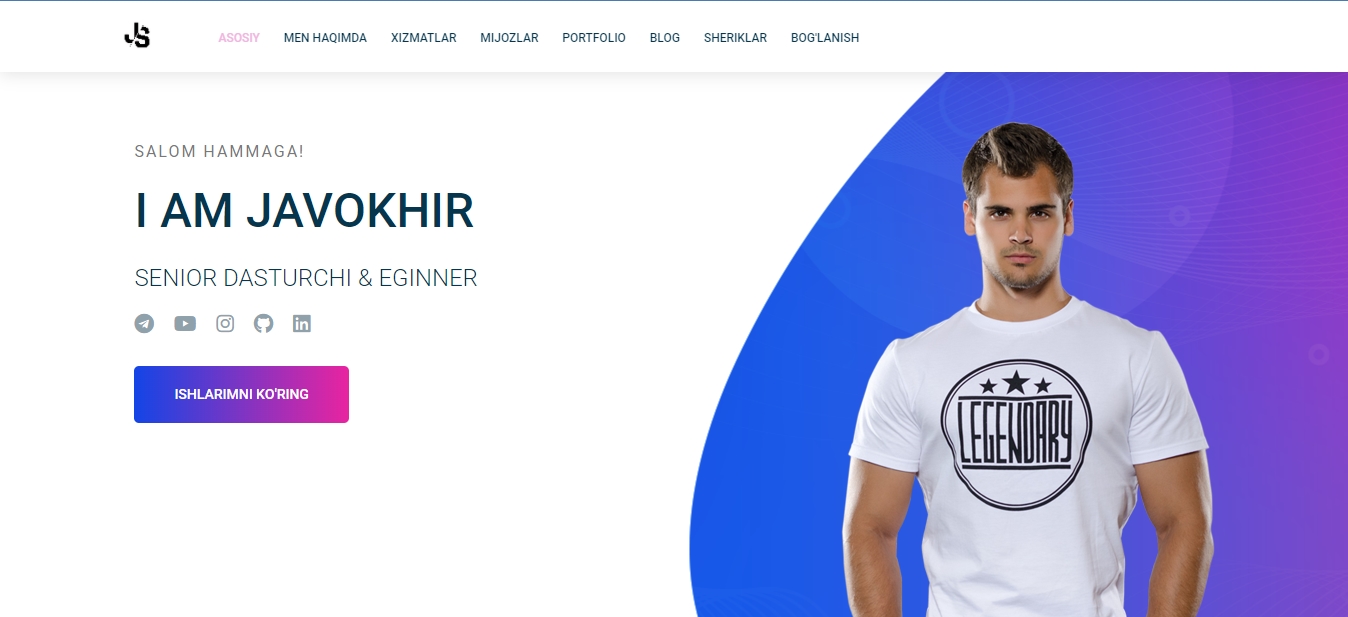 JS
ASOSIY MEN HAQIMDA XIZMATLAR MIJOZLAR PORTFOLIO BLOG SHERIKLAR BOG'LANISH
SALOM HAMMAGA!
I AM JAVOKHIR
SENIOR DASTURCHI & EGINNER
in
ISHLARIMNI KO'RING
LEGENDARY